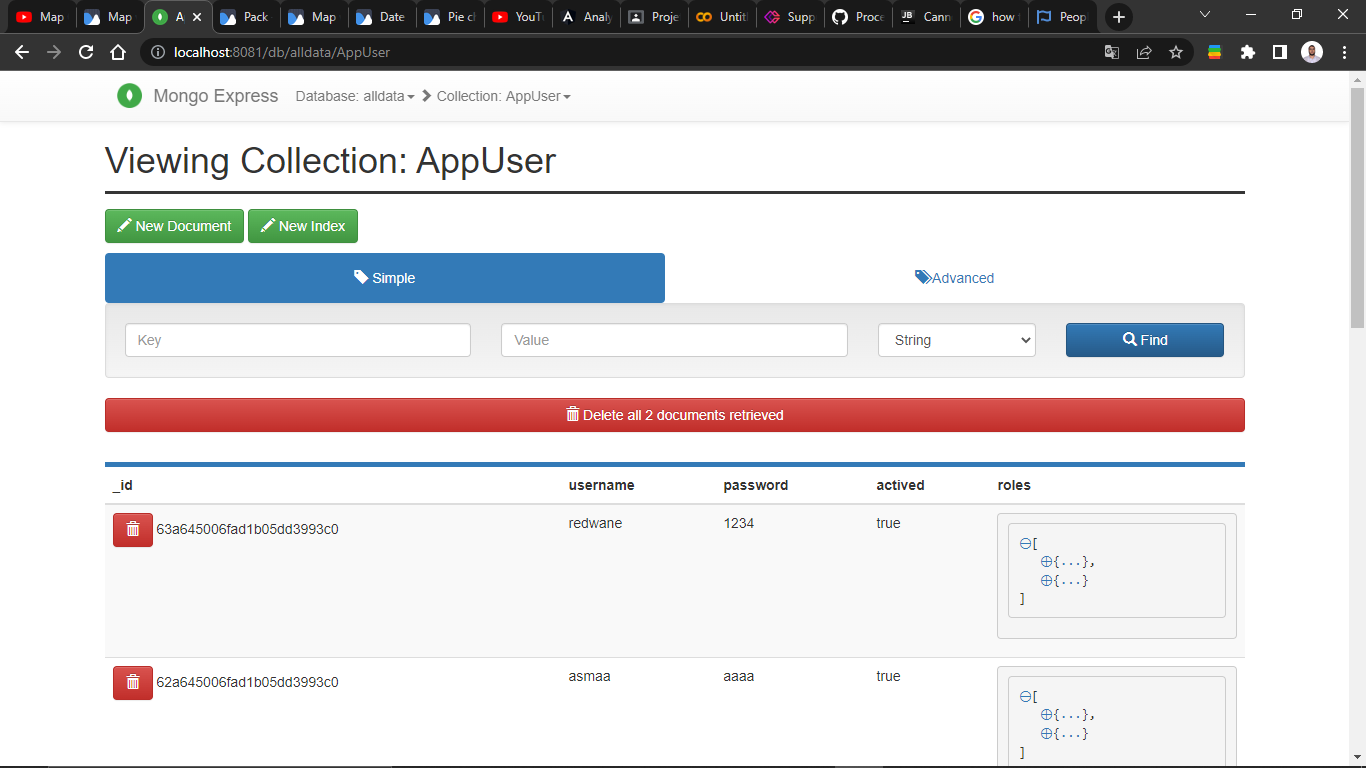 Map
Map
A
Pack
Map
Date
Pie c
YouT
Analy
Proje
Untit
Supp
Proce
JB
Cann
how
Peop
localhost:8081/db/alldata/AppUser
Mongo Express Database: alldata Collection: AppUser
Viewing Collection: AppUser
New Document New Index
Simple Advanced
Key Value String Find
Delete all 2 documents retrieved
_id username password actived roles
63a645006fad1b05dd3993c0 redwane 1234 true
[
{...},
{...}
]
62a645006fad1b05dd3993c0 asmaa aaaa true
[
{...},
{...}
]